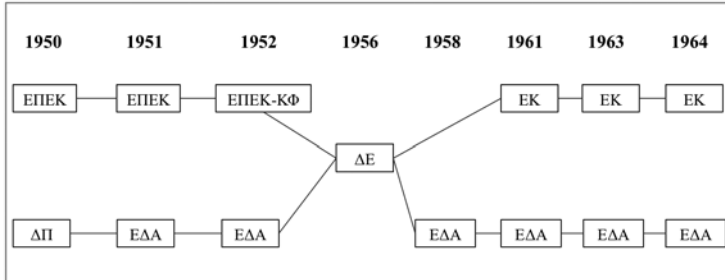 1950 1951 1952 1956 1958 1961 1963 1964
ΕΠΕΚ ΕΠΕΚ ΕΠΕΚ-ΚΦ ΕΚ ΕΚ ΕΚ
ΔΕ
ΔΠ ΕΔΑ ΕΔΑ ΕΔΑ ΕΔΑ ΕΔΑ ΕΔΑ